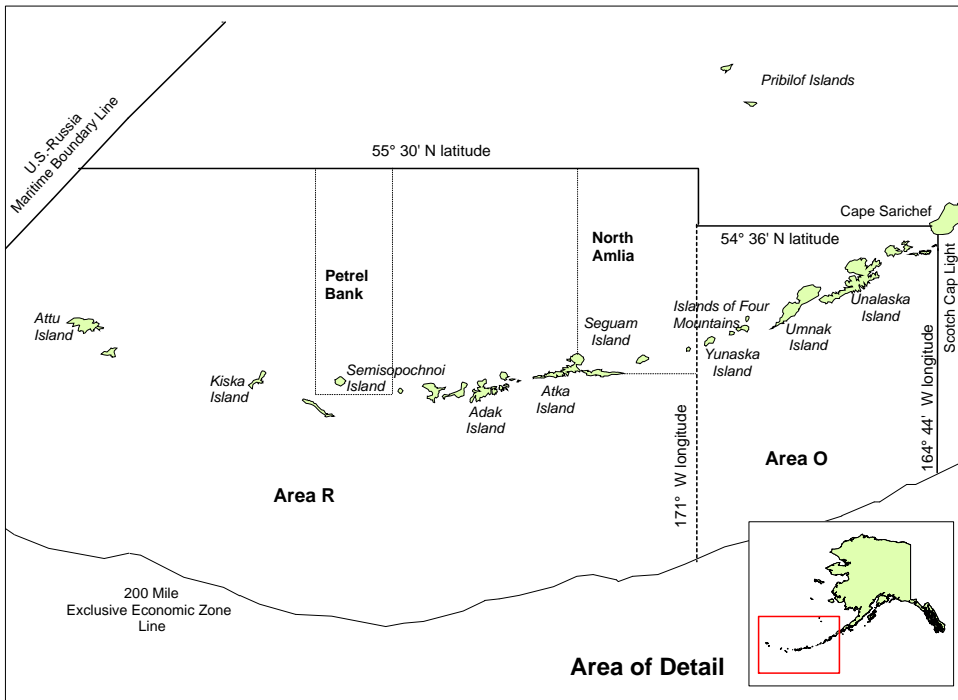 Pribilof Islands
U.S.-Russia
Maritime Boundary Line
55° 30' N latitude
Cape Sarichef
54° 36' N latitude
North
Amlia
Petrel
Bank
Scotch Cap Light
Attu
Island
Kiska
Island
Semisopochnoi
Island
Adak
Island
Atka
Island
Seguam
Island
Islands of Four
Mountains
Yunaska
Island
Umnak
Island
Unalaska
Island
164° 44' W longitude
171° W longitude
Area R
Area O
200 Mile
Exclusive Economic Zone
Line
Area of Detail